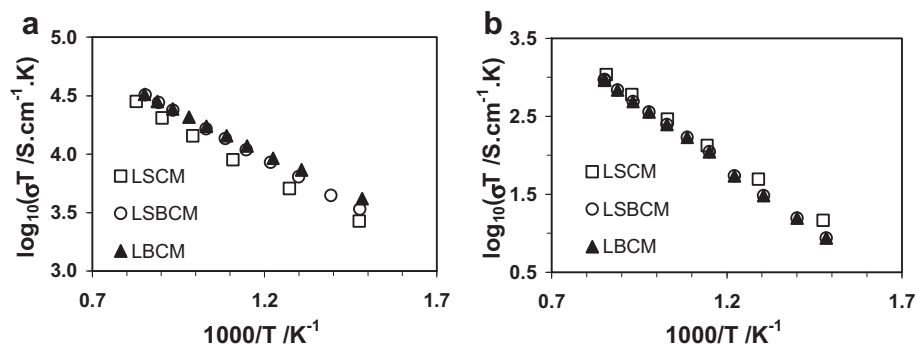 a
5.0
4.5
4.0
3.5
3.0
log₁₀(σT /S.cm⁻¹.K)
LSCM
LSBCM
LBCM
0.7
1.2
1.7
1000/T /K⁻¹
b
3.5
2.5
1.5
0.5
log₁₀(σT /S.cm⁻¹.K)
LSCM
LSBCM
LBCM
0.7
1.2
1.7
1000/T /K⁻¹